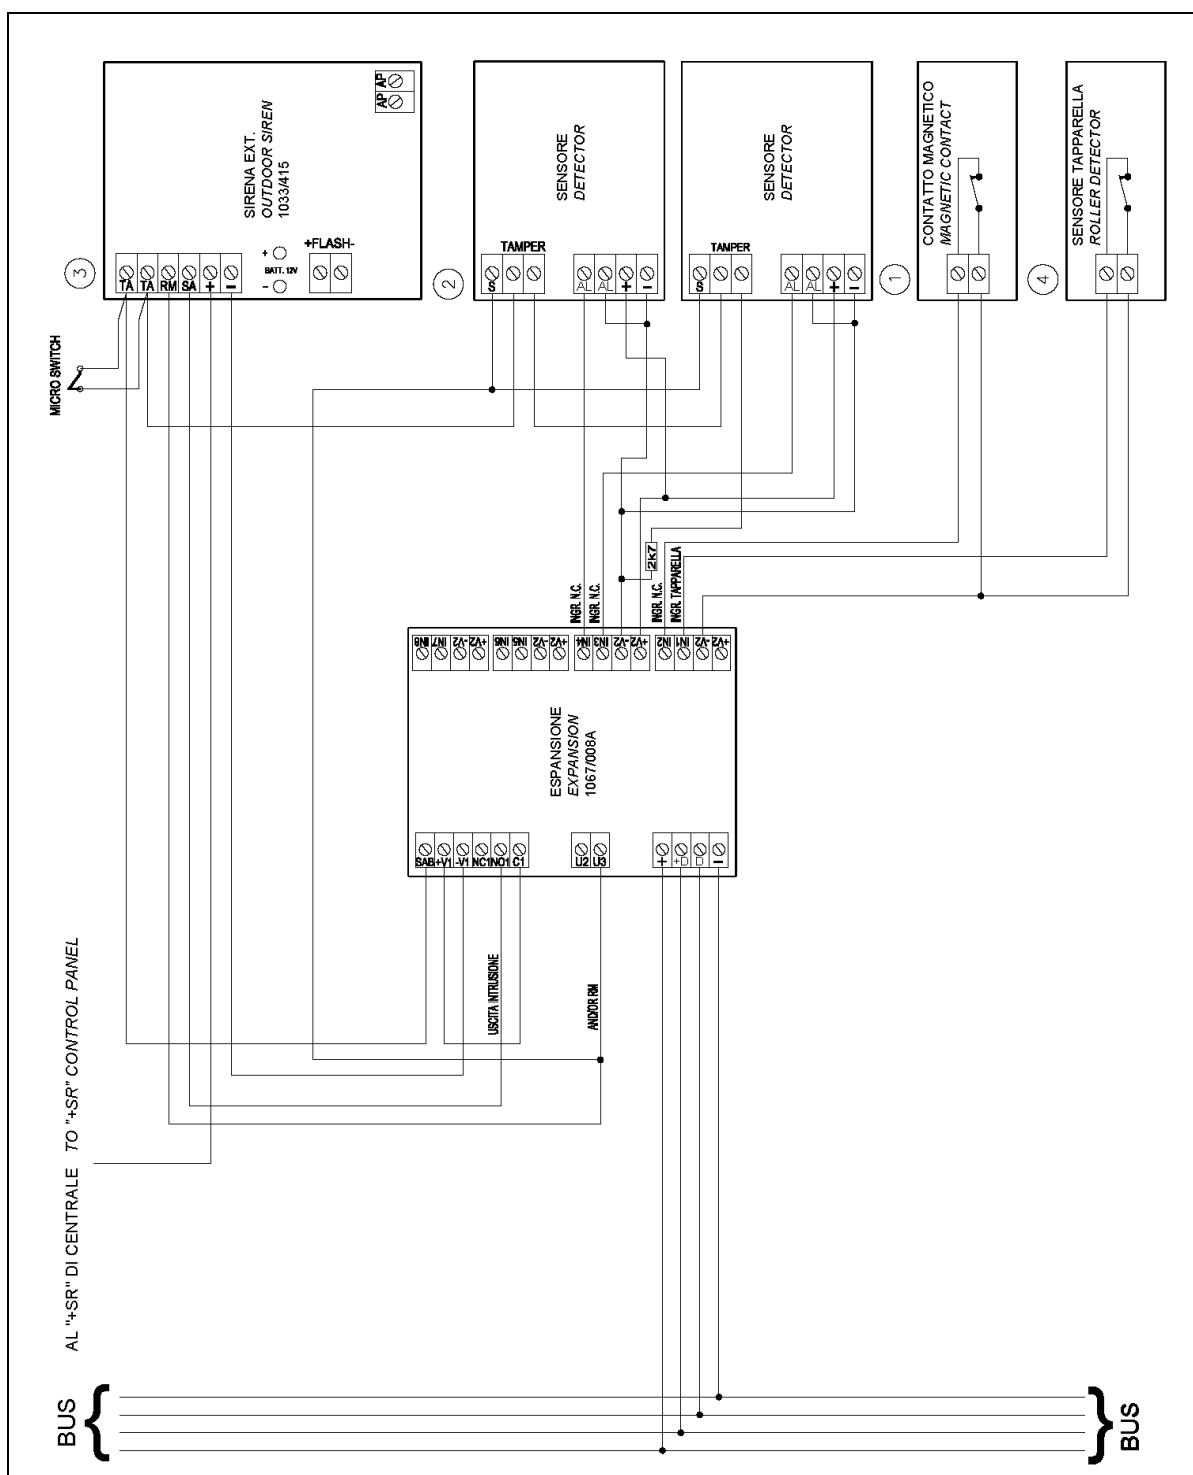 AP
AP
SIRENA EXT.
OUTDOOR SIREN
1033/415
+
BATT. 12V
-
+FLASH-
TA
TA
RM
SA
+
-
3
MICRO SWITCH
SENSORE
DETECTOR
TAMPER
S
AL
AL
+
-
2
SENSORE
DETECTOR
TAMPER
S
AL
AL
+
-
CONTATTO MAGNETICO
MAGNETIC CONTACT
1
SENSORE TAPPARELLA
ROLLER DETECTOR
4
2k7
INGR. N.C.
INGR. N.C.
INGR. N.C.
INGR. TAPPARELLA
IN8
IN7
-V2
+V2
IN6
IN5
-V2
+V2
IN4
IN3
-V2
+V2
IN2
IN1
-V2
+V2
ESPANSIONE
EXPANSION
1067/008A
SAB
+V1
-V1
NC1
NO1
C1
U2
U3
+
+D
D
-
USCITA INTRUSIONE
AND/OR RM
AL "+SR" DI CENTRALE TO "+SR" CONTROL PANEL
BUS
BUS